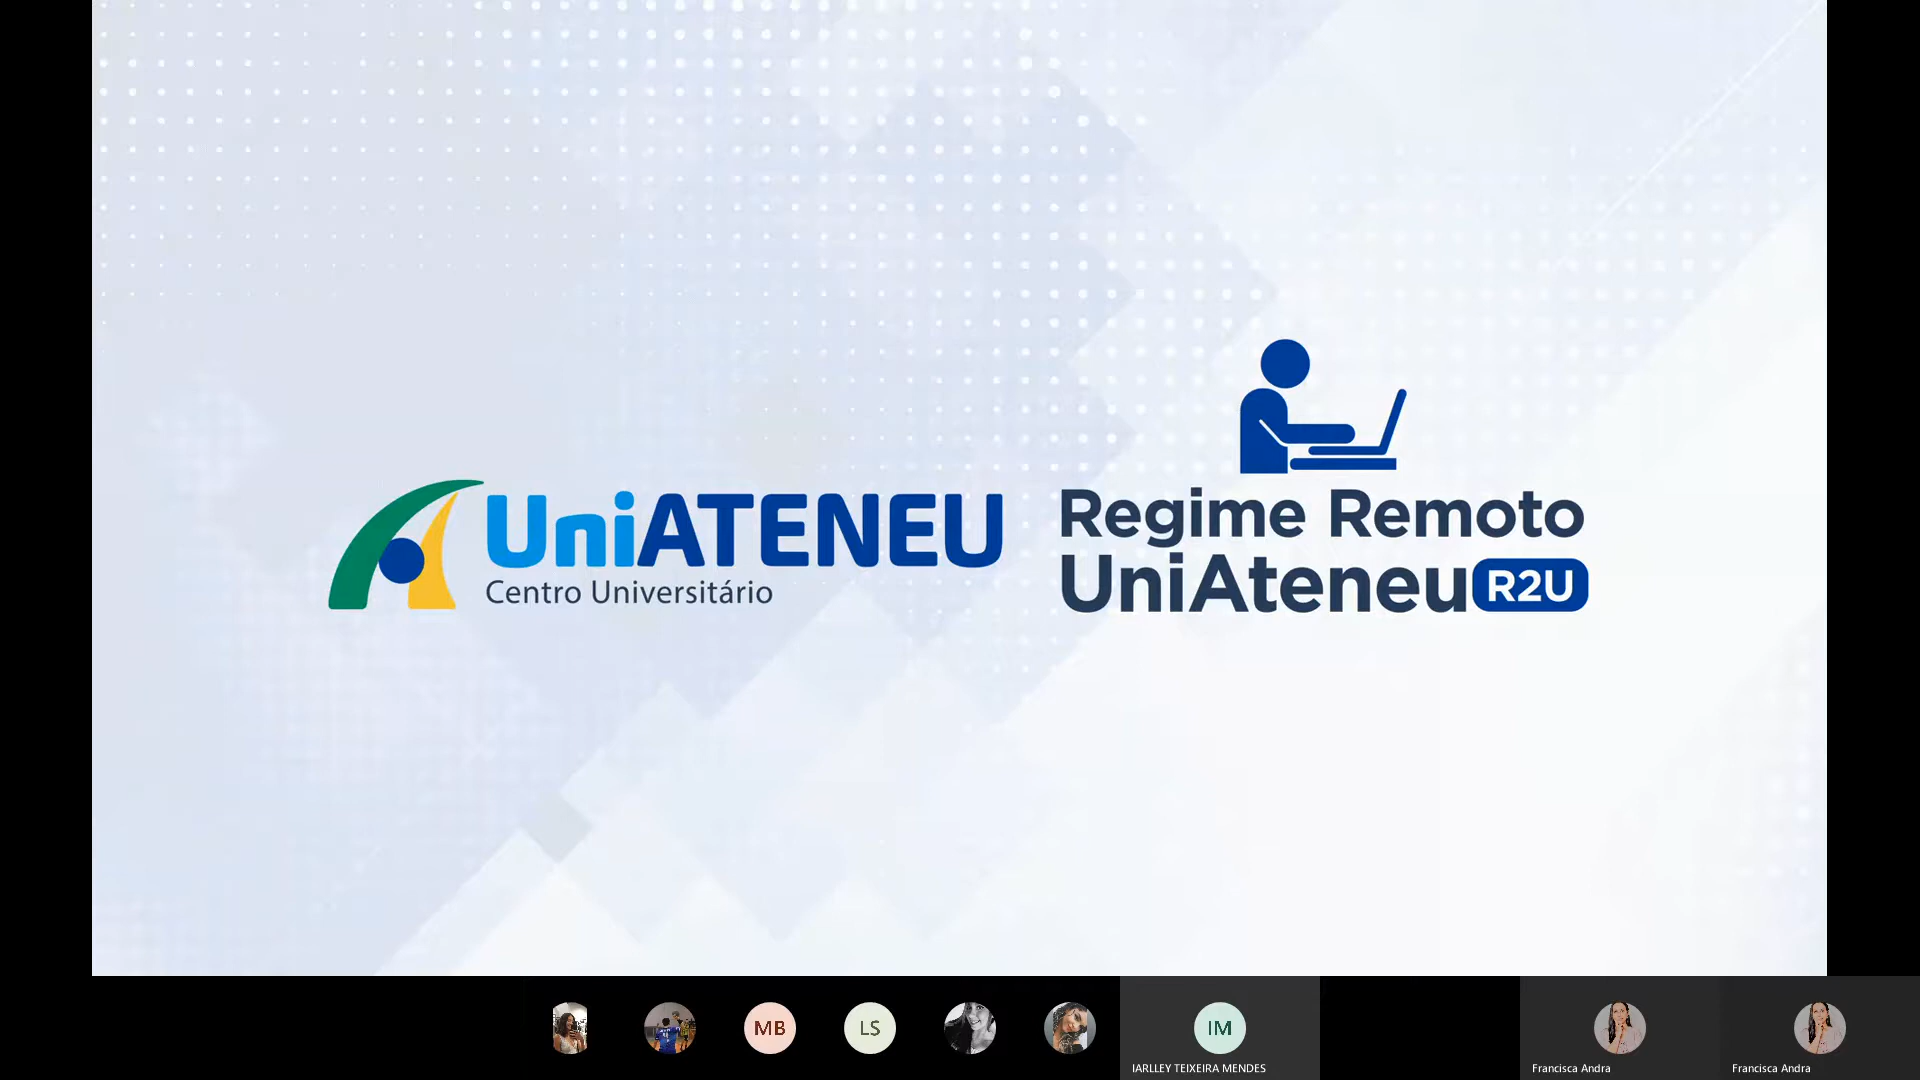 UniATENEU
Centro Universitário
Regime Remoto
UniAteneu R2U
MB
LS
IM
IARLLEY TEIXEIRA MENDES
Francisca Andra
Francisca Andra